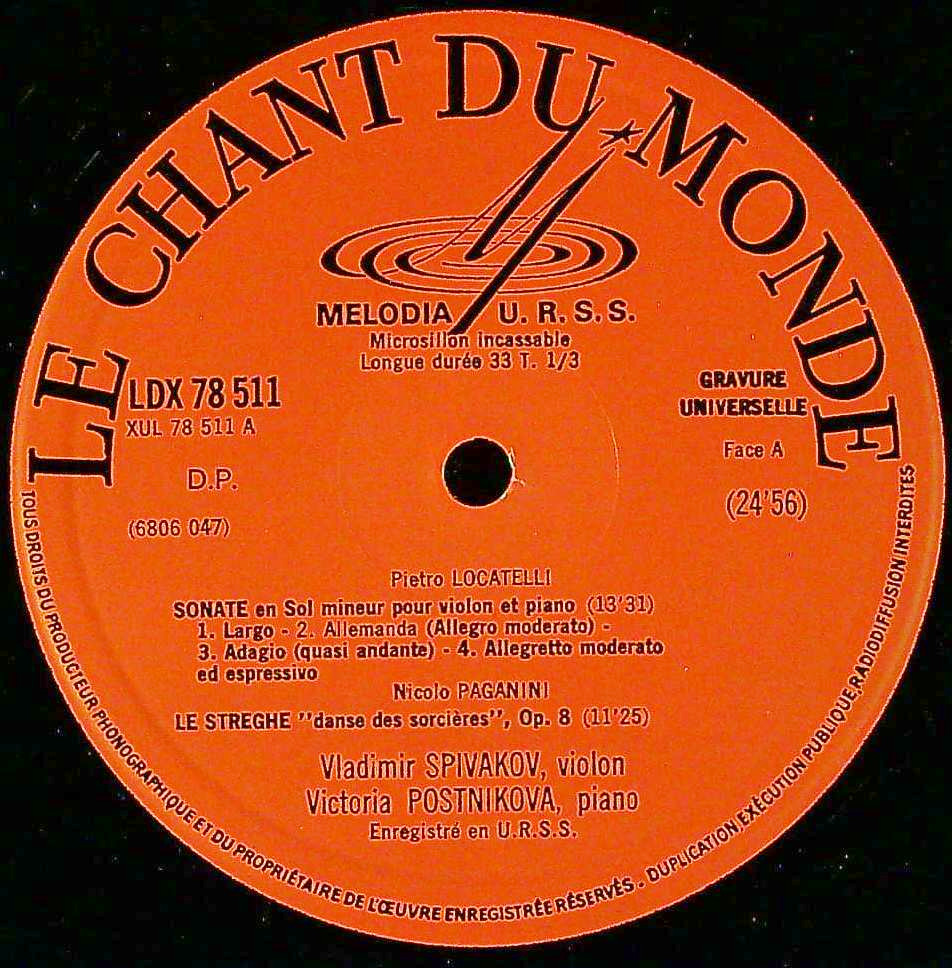 LE CHANT DU MONDE
MELODIA U. R. S. S.
Microsillon incassable
Longue durée 33 T. 1/3
LDX 78 511
XUL 78 511 A
D.P.
(6806 047)
GRAVURE
UNIVERSELLE
Face A
(24'56)
Pietro LOCATELLI
SONATE en Sol mineur pour violon et piano (13'31)
1. Largo - 2. Allemanda (Allegro moderato) -
3. Adagio (quasi andante) - 4. Allegretto moderato
ed espressivo
Nicolo PAGANINI
LE STREGHE "danse des sorcières", Op. 8 (11'25)
Vladimir SPIVAKOV, violon
Victoria POSTNIKOVA, piano
Enregistré en U.R.S.S.
TOUS DROITS DU PRODUCTEUR PHONOGRAPHIQUE ET DU PROPRIÉTAIRE DE L'ŒUVRE ENREGISTRÉE RÉSERVÉS . DUPLICATION, EXÉCUTION PUBLIQUE, RADIODIFFUSION INTERDITES